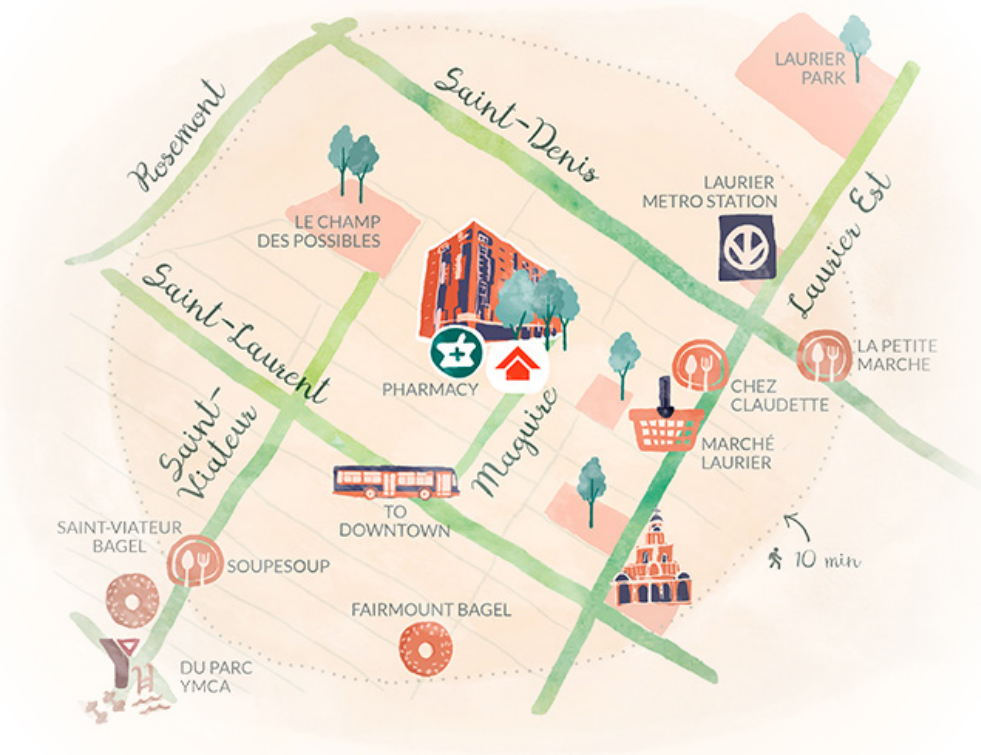 LAURIER
PARK
Rosemont
Saint-Denis
LAURIER
METRO STATION
LE CHAMP
DES POSSIBLES
Laurier Est
Saint-Laurent
PHARMACY
LA PETITE
MARCHE
CHEZ
CLAUDETTE
Maguire
MARCHÉ
LAURIER
Saint-
Viateur
TO
DOWNTOWN
SAINT-VIATEUR
BAGEL
SOUPESOUP
10 min
FAIRMOUNT BAGEL
DU PARC
YMCA